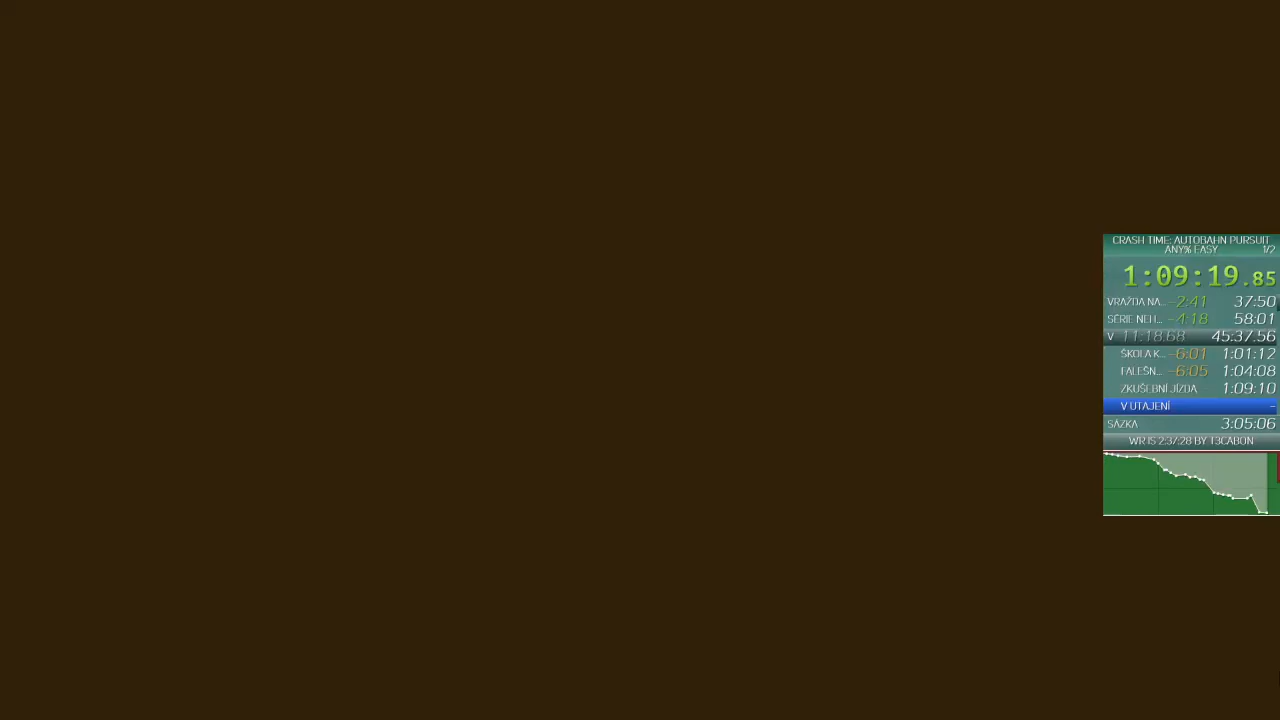 CRASH TIME: AUTOBAHN PURSUIT
ANY% EASY 1/2
1:09:19.85
VRAŽDA NA... -2:41 37:50
SÉRIE NEH... -4:18 58:01
V 11:18.68 45:37.56
ŠKOLA K... -6:01 1:01:12
FALEŠN... -6:05 1:04:08
ZKUŠEBNÍ JÍZDA 1:09:10
V UTAJENÍ -
SÁZKA 3:05:06
WR IS 2:37:28 BY T3CABON